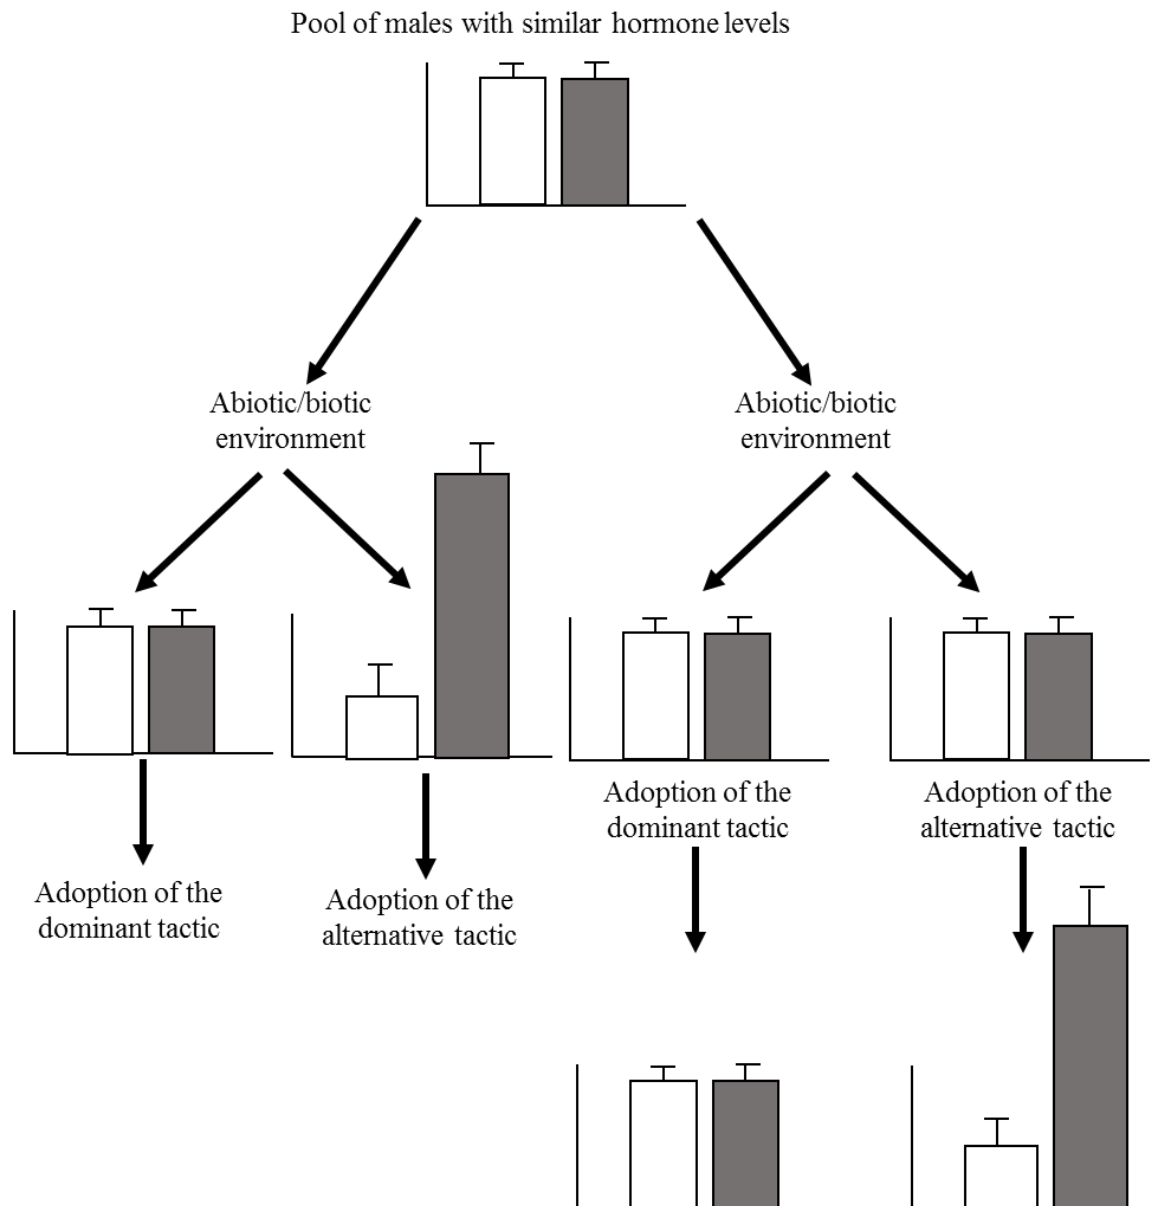 Pool of males with similar hormone levels
Abiotic/biotic
environment
Abiotic/biotic
environment
Adoption of the
dominant tactic
Adoption of the
alternative tactic
Adoption of the
dominant tactic
Adoption of the
alternative tactic